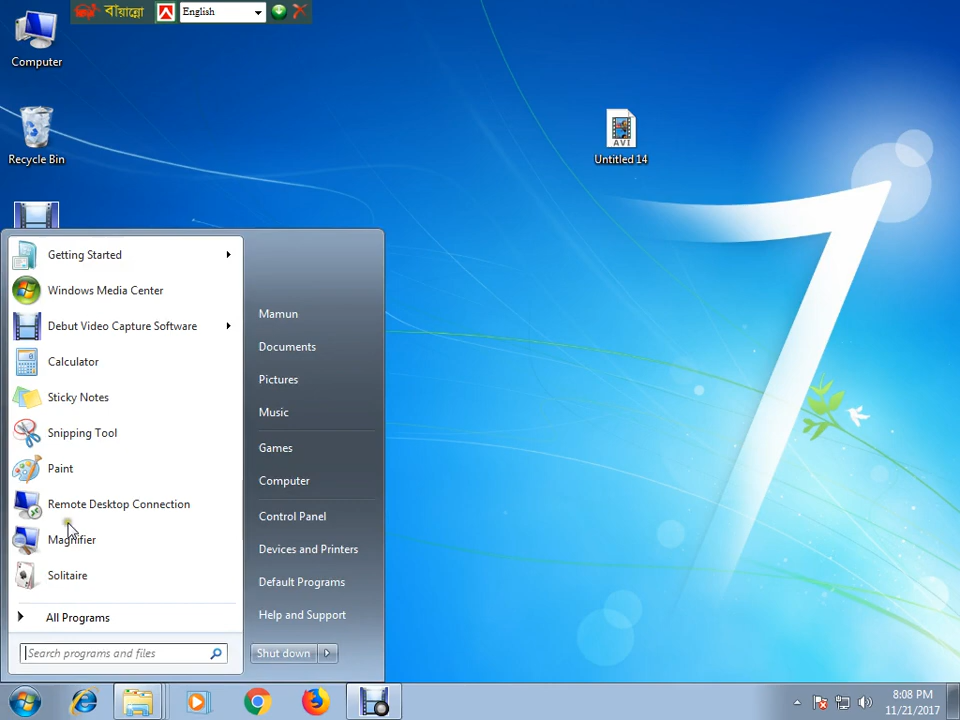 বায়ান্নো
English
Computer
Recycle Bin
AVI
Untitled 14
Getting Started
Windows Media Center
Debut Video Capture Software
Calculator
Sticky Notes
Snipping Tool
Paint
Remote Desktop Connection
Magnifier
Solitaire
All Programs
Search programs and files
Mamun
Documents
Pictures
Music
Games
Computer
Control Panel
Devices and Printers
Default Programs
Help and Support
Shut down
8:08 PM
11/21/2017